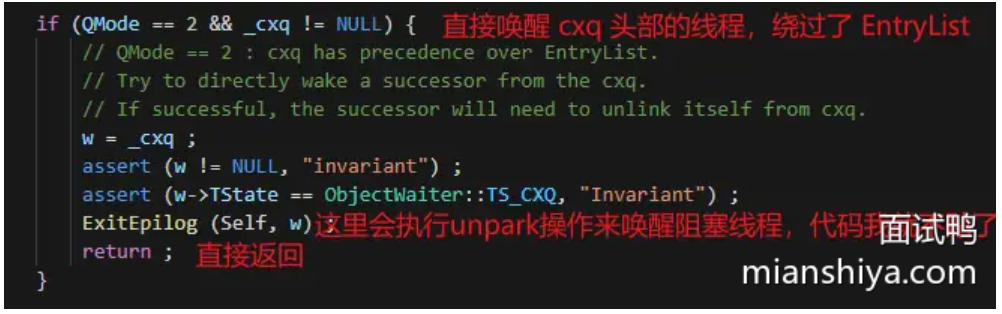 if (QMode == 2 && _cxq != NULL) { 直接唤醒 cxq 头部的线程，绕过了 EntryList
// QMode == 2 : cxq has precedence over EntryList.
// Try to directly wake a successor from the cxq.
// If successful, the successor will need to unlink itself from cxq.
w = _cxq ;
assert (w != NULL, "invariant") ;
assert (w->TState == ObjectWaiter::TS_CXQ, "Invariant") ;
ExitEpilog (Self, w) ; 这里会执行unpark操作来唤醒阻塞线程，代码我 了
return ; 直接返回
}
面试鸭
mianshiya.com